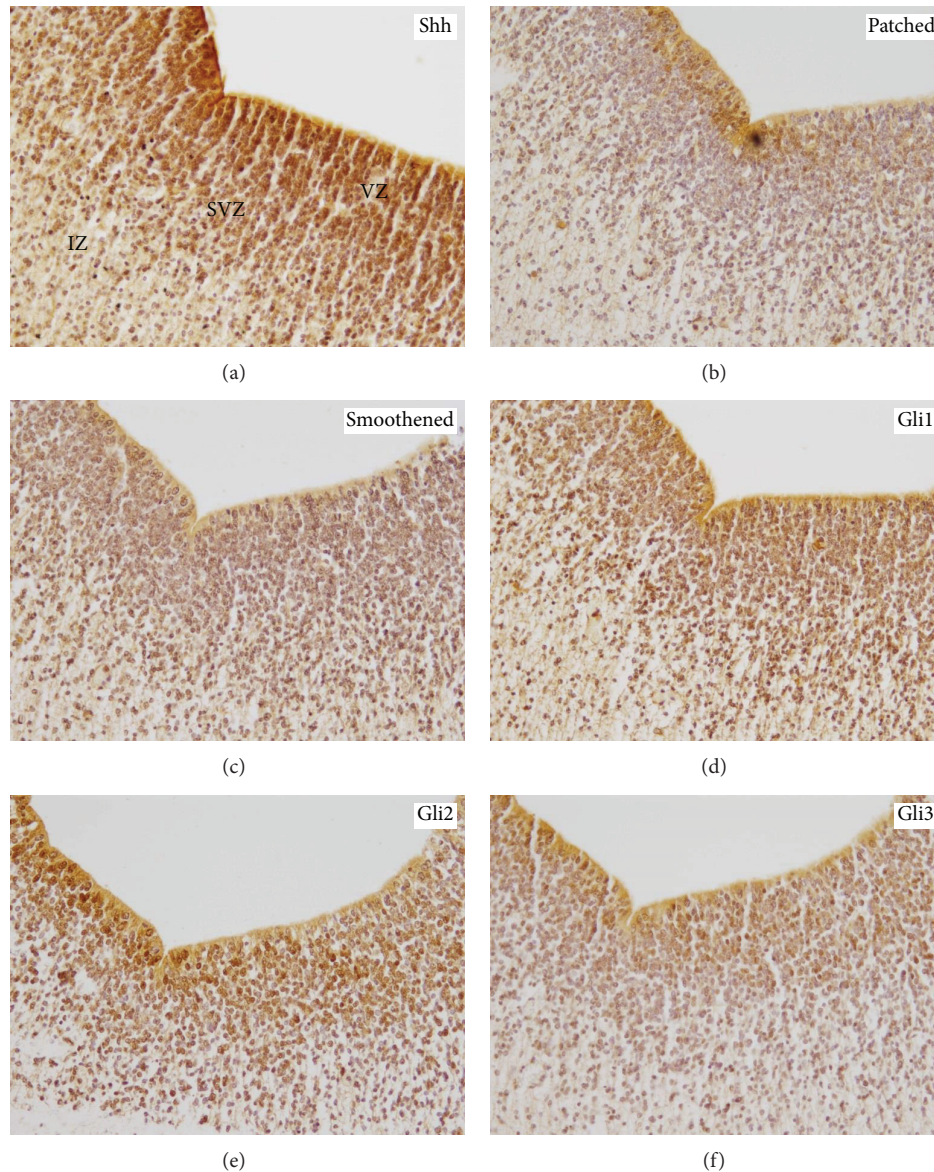 Shh
VZ
SVZ
IZ
(a)
Patched
(b)
Smoothened
(c)
Gli1
(d)
Gli2
(e)
Gli3
(f)